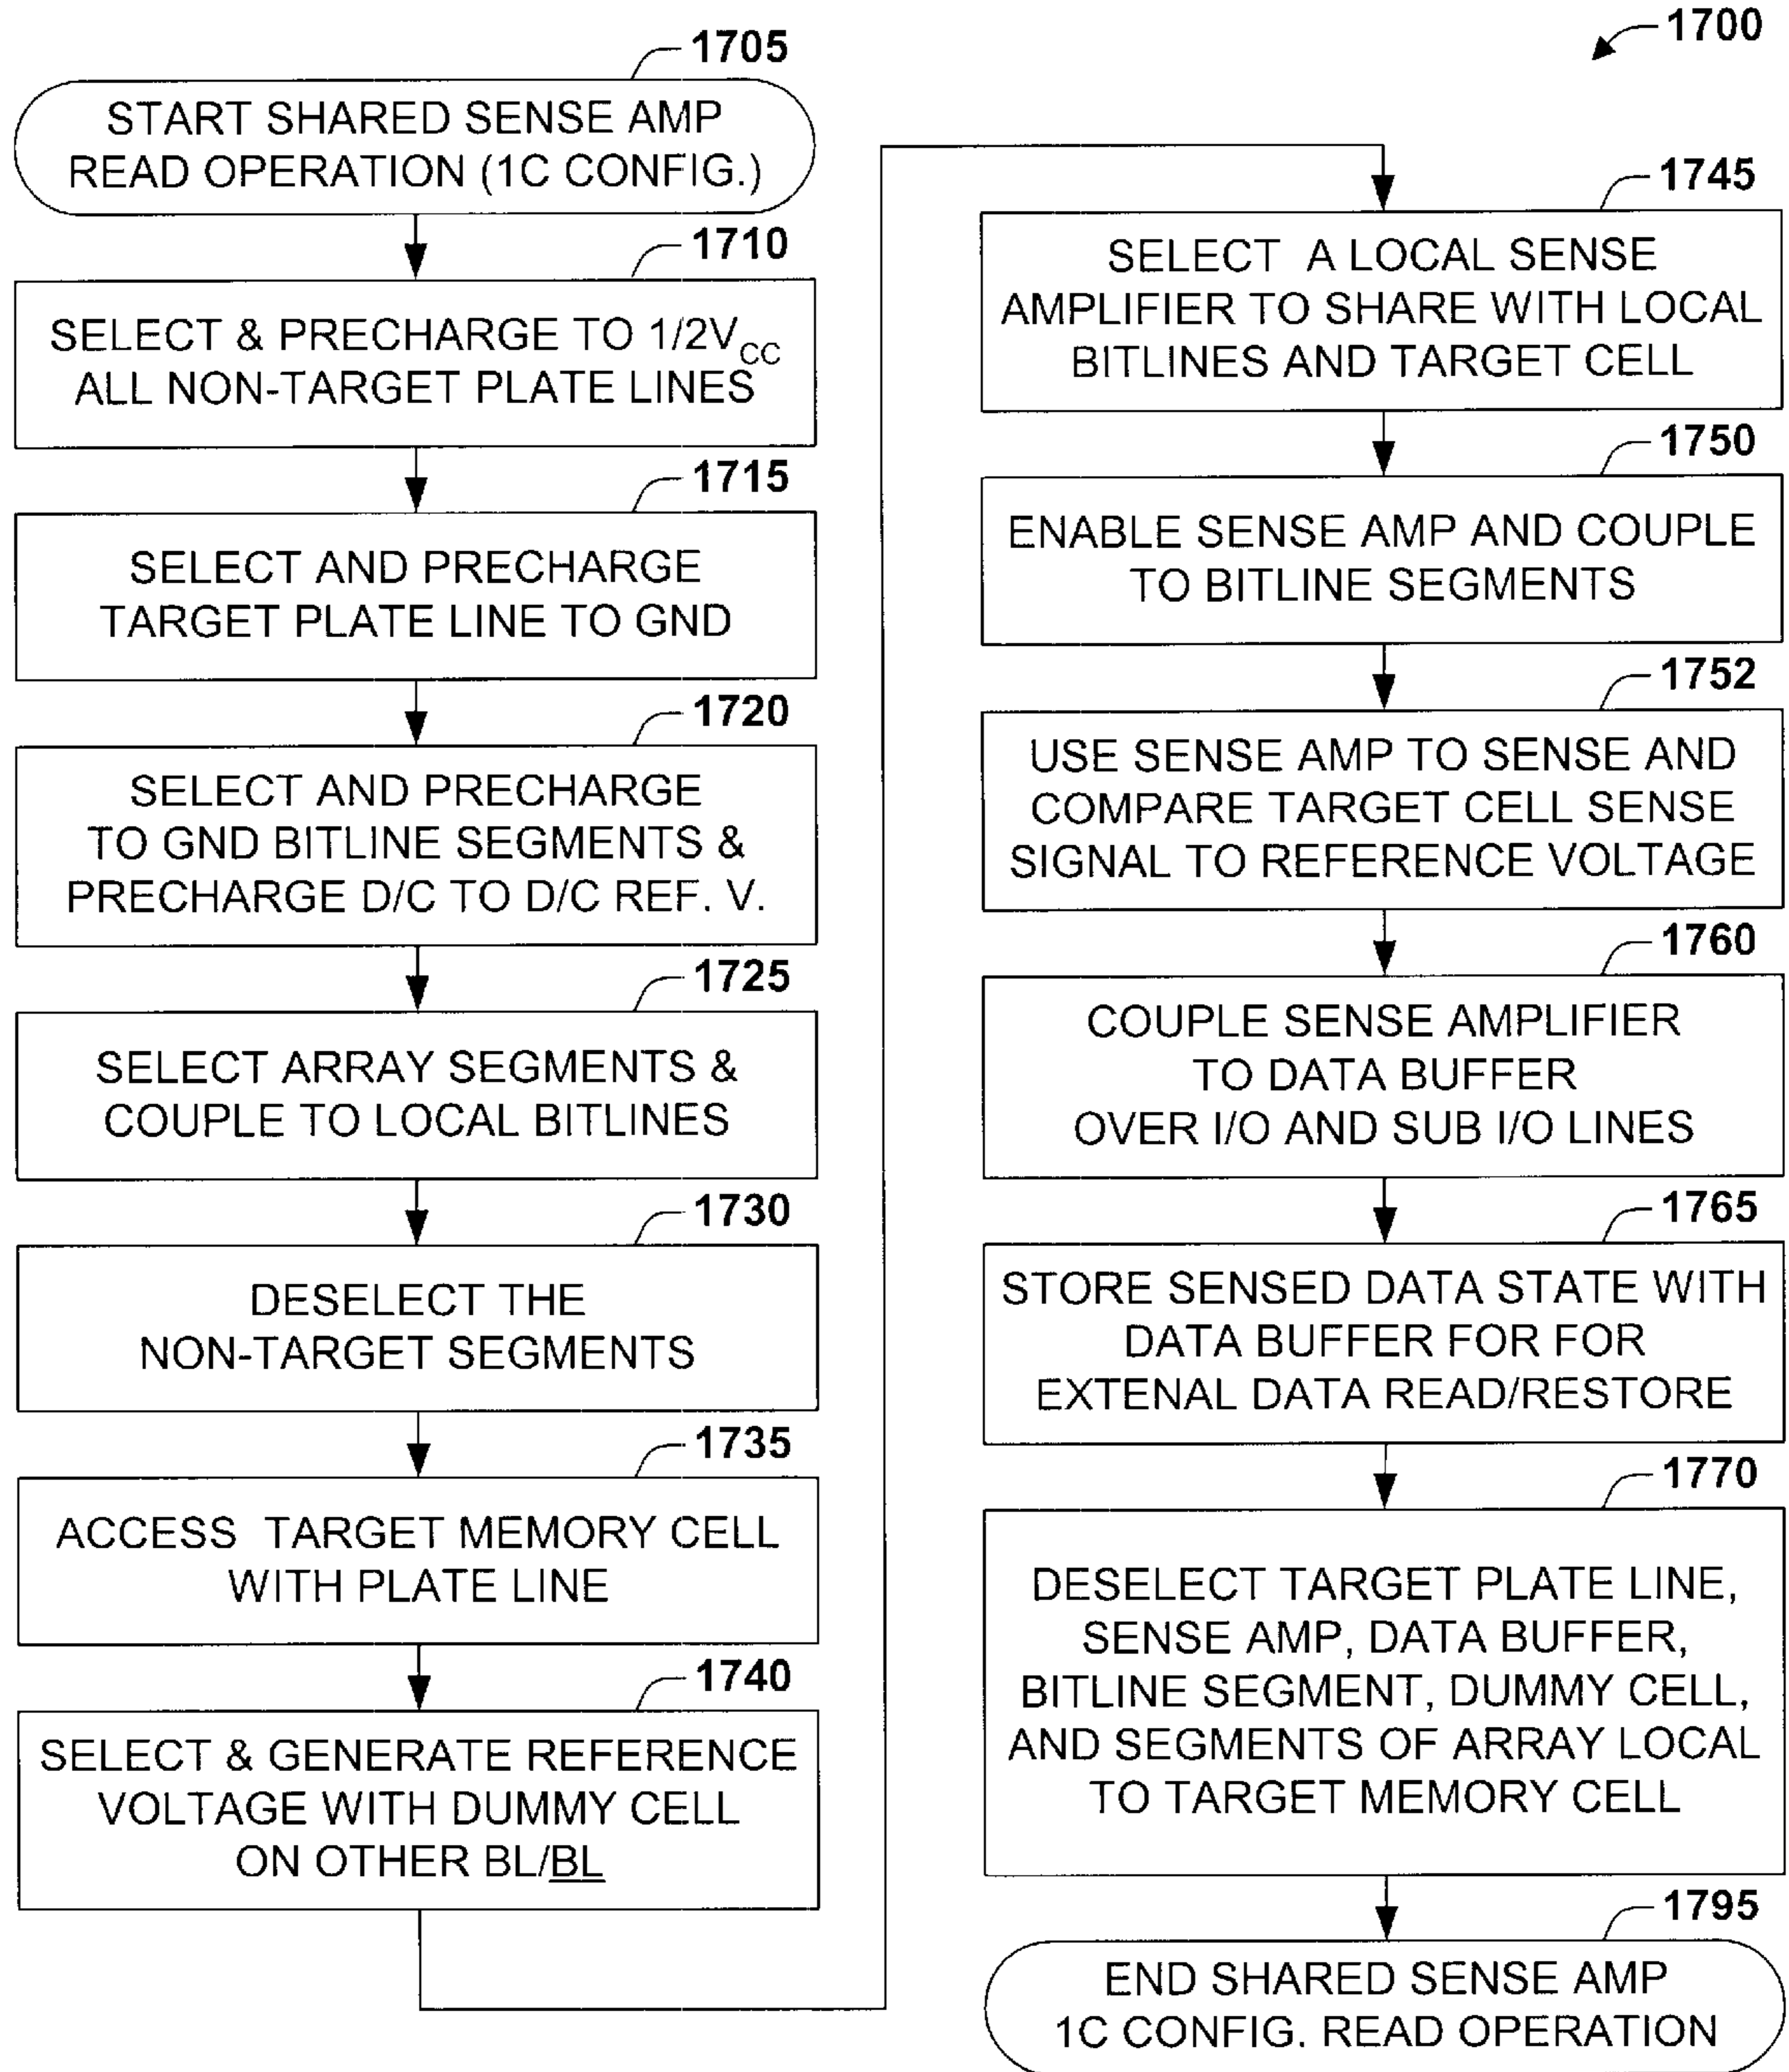 1700
1705
START SHARED SENSE AMP
READ OPERATION (1C CONFIG.)
1710
SELECT & PRECHARGE TO 1/2VCC
ALL NON-TARGET PLATE LINES
1715
SELECT AND PRECHARGE
TARGET PLATE LINE TO GND
1720
SELECT AND PRECHARGE
TO GND BITLINE SEGMENTS &
PRECHARGE D/C TO D/C REF. V.
1725
SELECT ARRAY SEGMENTS &
COUPLE TO LOCAL BITLINES
1730
DESELECT THE
NON-TARGET SEGMENTS
1735
ACCESS TARGET MEMORY CELL
WITH PLATE LINE
1740
SELECT & GENERATE REFERENCE
VOLTAGE WITH DUMMY CELL
ON OTHER BL/BL
1745
SELECT A LOCAL SENSE
AMPLIFIER TO SHARE WITH LOCAL
BITLINES AND TARGET CELL
1750
ENABLE SENSE AMP AND COUPLE
TO BITLINE SEGMENTS
1752
USE SENSE AMP TO SENSE AND
COMPARE TARGET CELL SENSE
SIGNAL TO REFERENCE VOLTAGE
1760
COUPLE SENSE AMPLIFIER
TO DATA BUFFER
OVER I/O AND SUB I/O LINES
1765
STORE SENSED DATA STATE WITH
DATA BUFFER FOR FOR
EXTENAL DATA READ/RESTORE
1770
DESELECT TARGET PLATE LINE,
SENSE AMP, DATA BUFFER,
BITLINE SEGMENT, DUMMY CELL,
AND SEGMENTS OF ARRAY LOCAL
TO TARGET MEMORY CELL
1795
END SHARED SENSE AMP
1C CONFIG. READ OPERATION